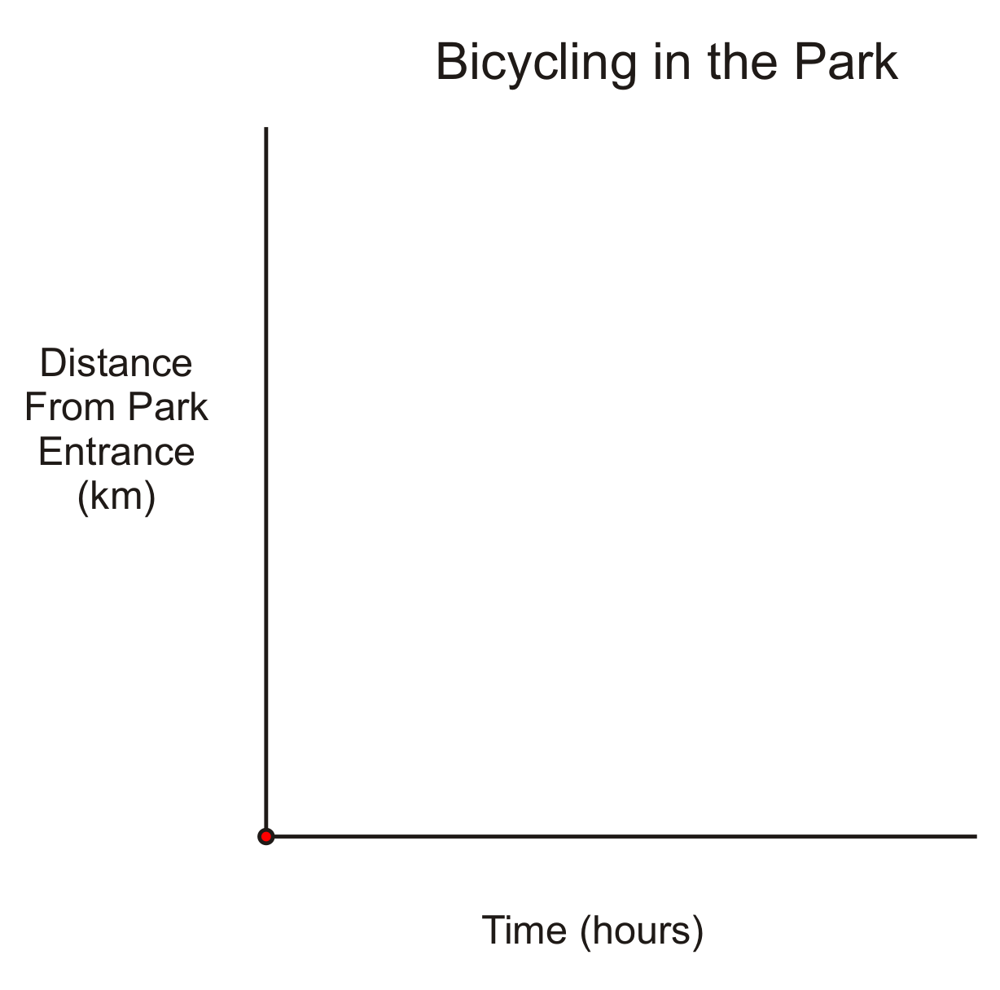 Bicycling in the Park
Distance
From Park
Entrance
(km)
Time (hours)